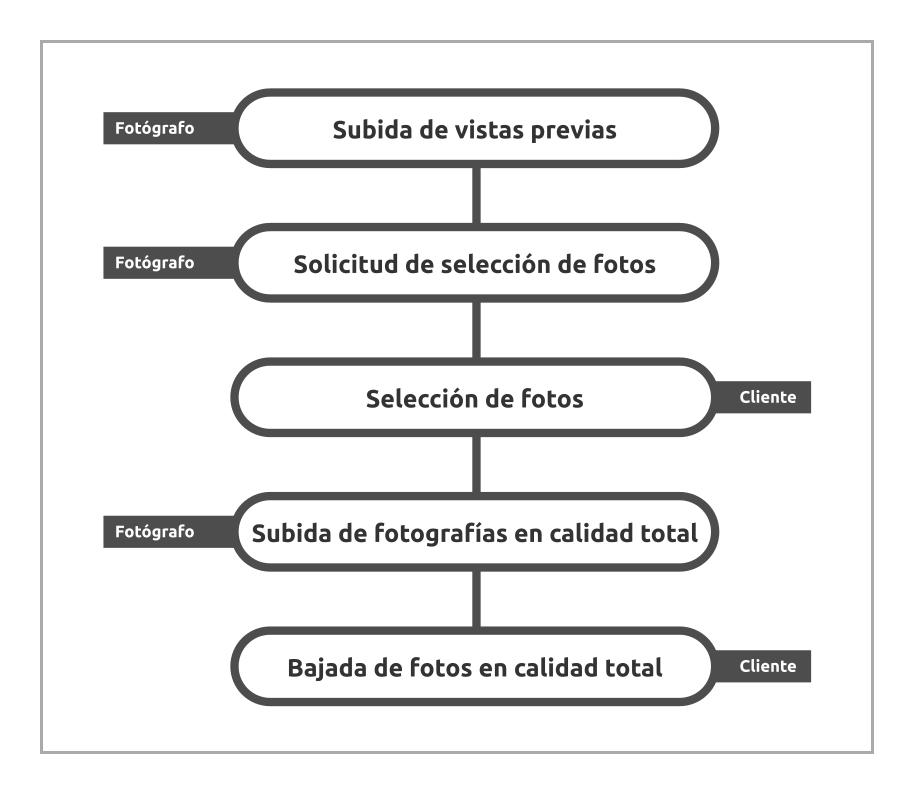 Fotógrafo
Subida de vistas previas
Fotógrafo
Solicitud de selección de fotos
Selección de fotos
Cliente
Fotógrafo
Subida de fotografías en calidad total
Bajada de fotos en calidad total
Cliente